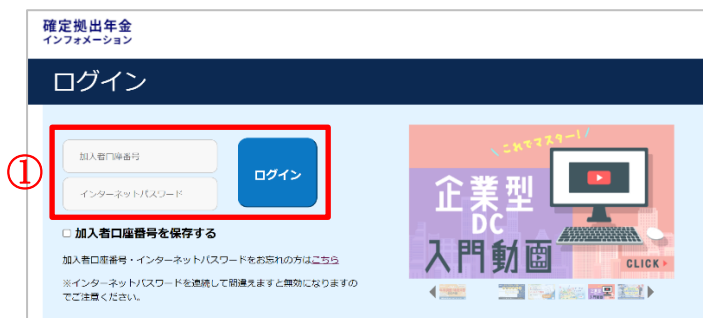 確定拠出年金
インフォメーション
ログイン
①
加入者口座番号
インターネットパスワード
ログイン
加入者口座番号を保存する
加入者口座番号・インターネットパスワードをお忘れの方はこちら
※インターネットパスワードを連続して間違えますと無効になりますの
でご注意ください。
これでマスター!
企業型
DC
入門動画
CLICK